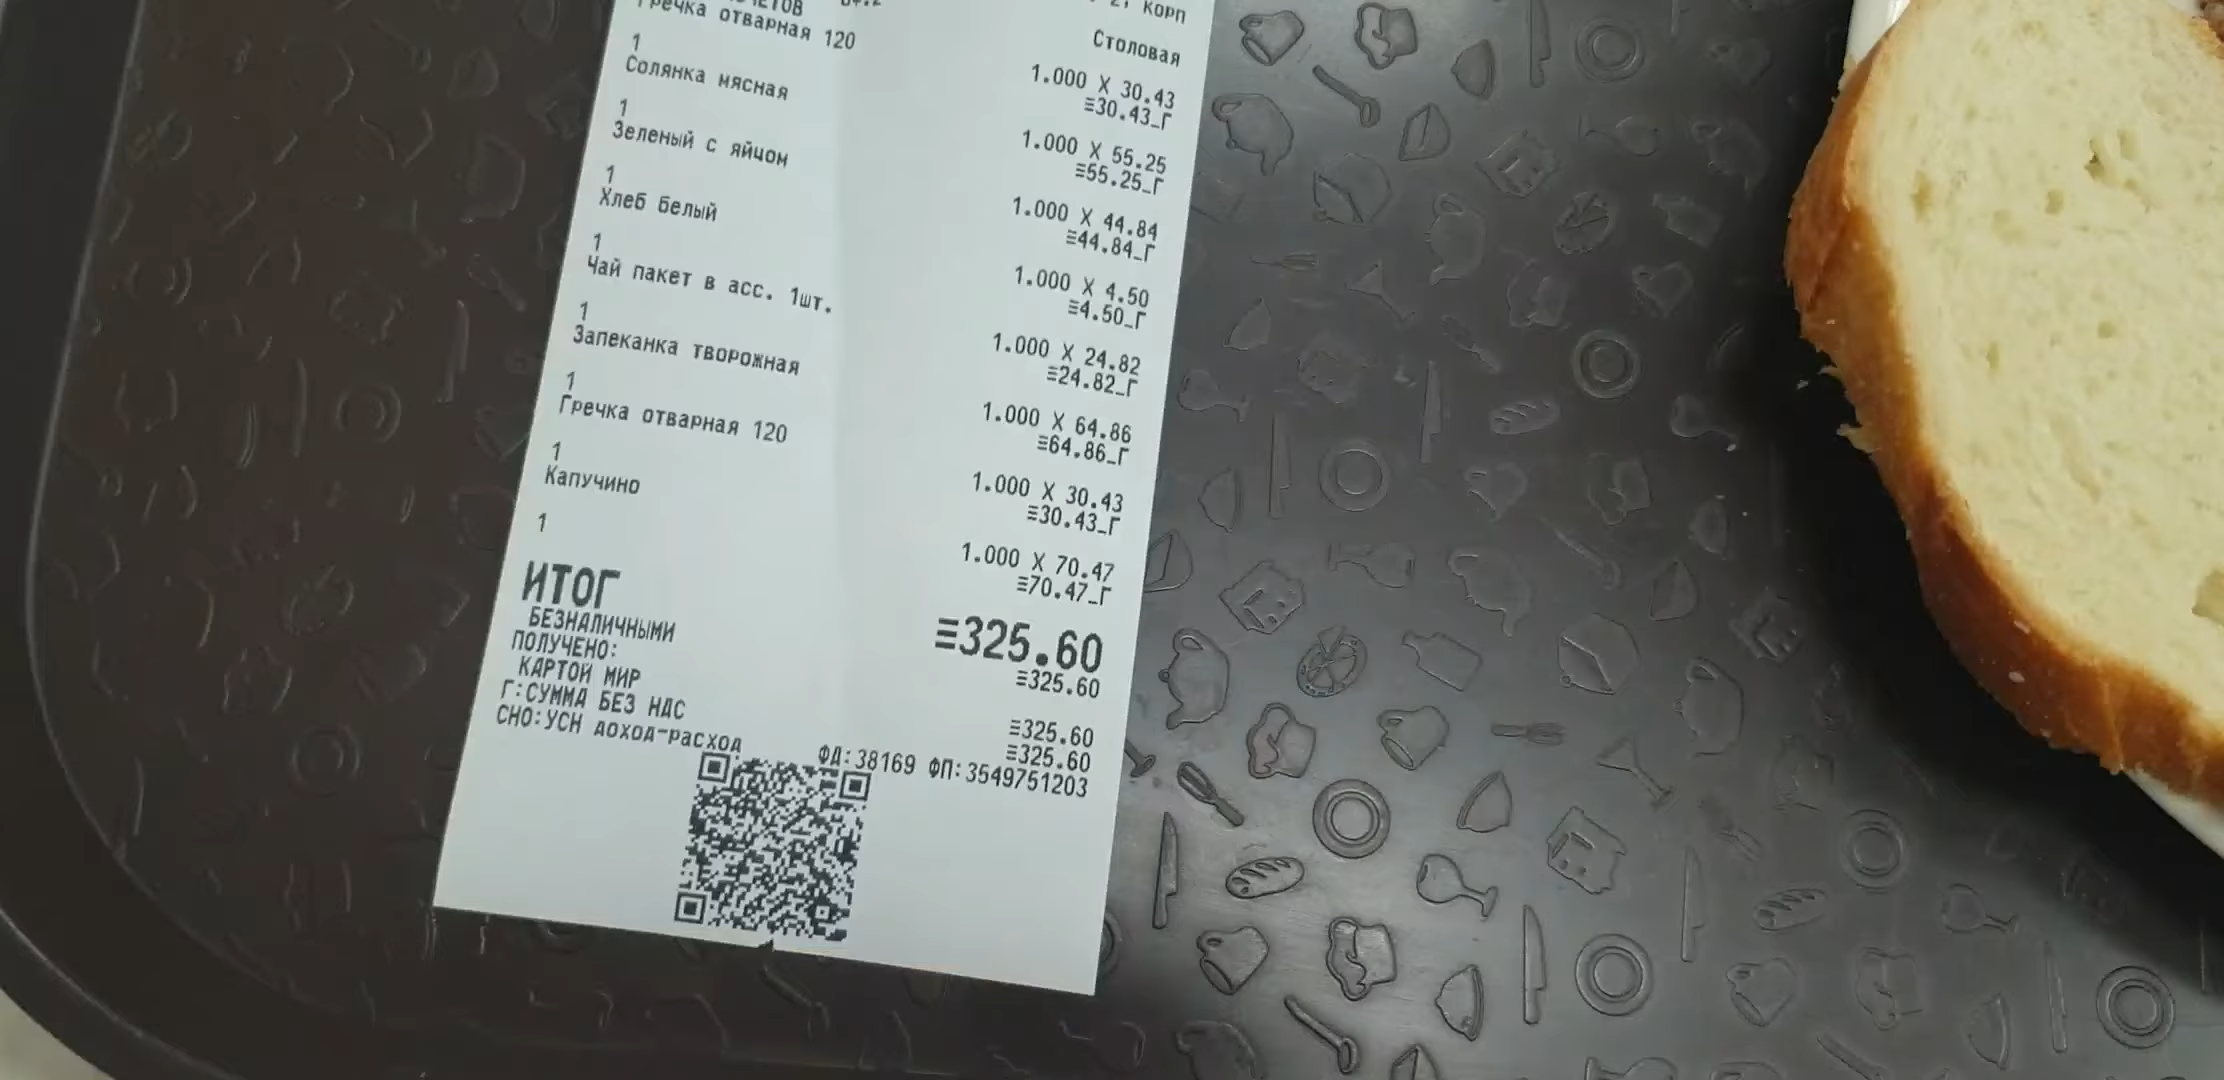 корп
Столовая
Гречка отварная 120
1.000 X 30.43
1
≡30.43_Г
Солянка мясная
1.000 X 55.25
1
≡55.25_Г
Зеленый с яйцом
1.000 X 44.84
1
≡44.84_Г
Хлеб белый
1.000 X 4.50
1
≡4.50_Г
Чай пакет в асс. 1шт.
1.000 X 24.82
1
≡24.82_Г
Запеканка творожная
1.000 X 64.86
1
≡64.86_Г
Гречка отварная 120
1.000 X 30.43
1
≡30.43_Г
Капучино
1.000 X 70.47
1
≡70.47_Г
ИТОГ ≡325.60
БЕЗНАЛИЧНЫМИ ≡325.60
ПОЛУЧЕНО:
КАРТОЙ МИР ≡325.60
Г:СУММА БЕЗ НДС ≡325.60
СНО:УСН доход-расход ФД:38169 ФП:3549751203